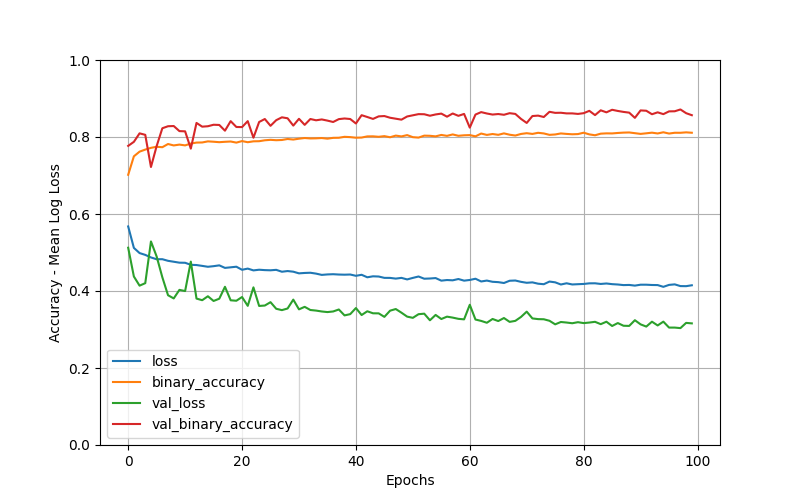 1.0
0.8
0.6
0.4
0.2
0.0
Accuracy - Mean Log Loss
loss
binary_accuracy
val_loss
val_binary_accuracy
0 20 40 60 80 100
Epochs